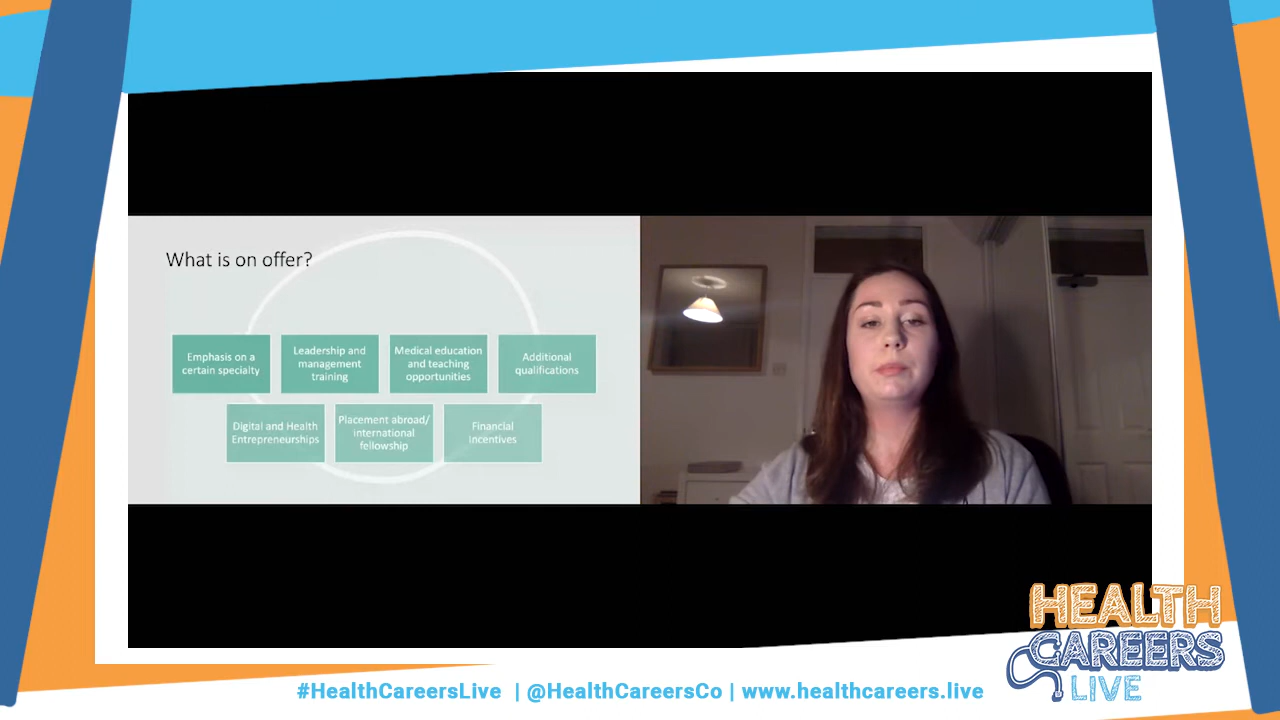 What is on offer?
Emphasis on a
certain specialty
Leadership and
management
training
Medical education
and teaching
opportunities
Additional
qualifications
Digital and Health
Entrepreneurships
Placement abroad/
international
fellowship
Financial
incentives
HEALTH
CAREERS
LIVE
#HealthCareersLive | @HealthCareersCo | www.healthcareers.live